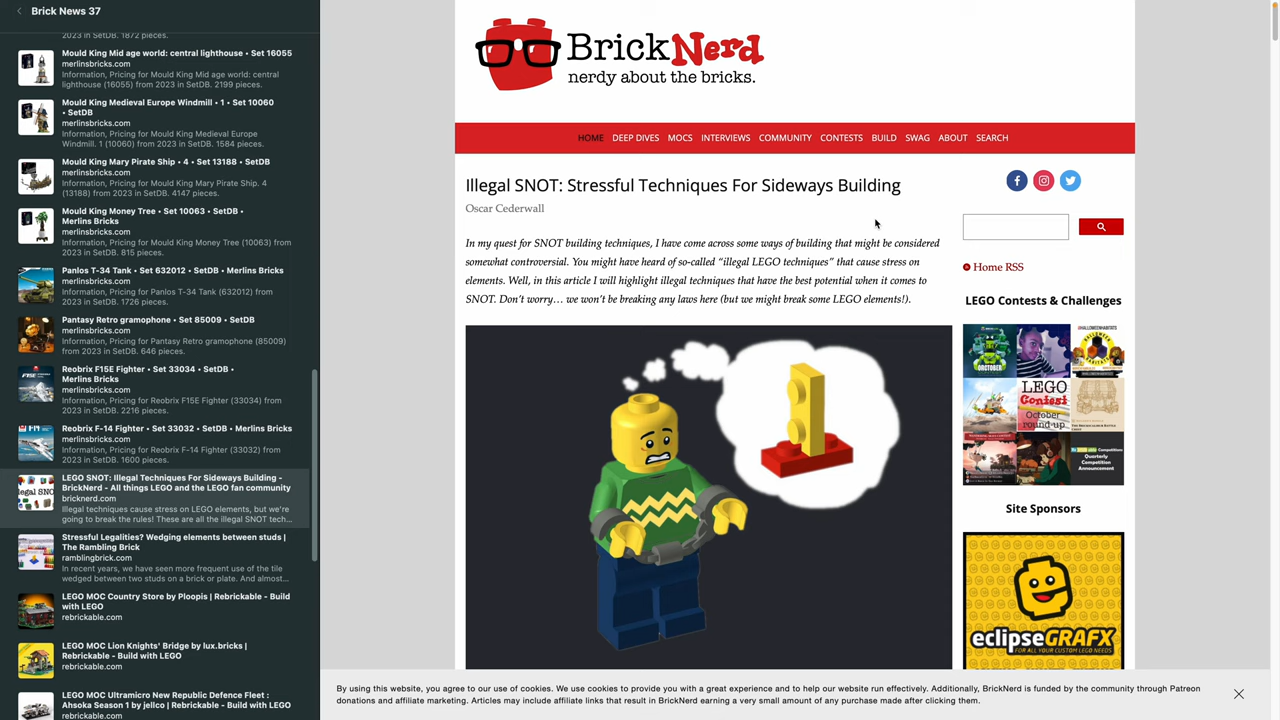 Brick News 37
2023 from SetDB. 1872 pieces.
Mould King Mid age world: central lighthouse • Set 16055
merlinsbricks.com
Information, Pricing for Mould King Mid age world: central
lighthouse (16055) from 2023 in SetDB. 2199 pieces.
Mould King Medieval Europe Windmill • 1 • Set 10060
• SetDB
merlinsbricks.com
Information, Pricing for Mould King Medieval Europe
Windmill. 1 (10060) from 2023 in SetDB. 1584 pieces.
Mould King Mary Pirate Ship • 4 • Set 13188 • SetDB
merlinsbricks.com
Information, Pricing for Mould King Mary Pirate Ship. 4
(13188) from 2023 in SetDB. 4147 pieces.
Mould King Money Tree • Set 10063 • SetDB •
Merlins Bricks
merlinsbricks.com
Information, Pricing for Mould King Money Tree (10063) from
2023 in SetDB. 815 pieces.
Panlos T-34 Tank • Set 632012 • SetDB • Merlins Bricks
merlinsbricks.com
Information, Pricing for Panlos T-34 Tank (632012) from
2023 in SetDB. 1726 pieces.
Pantasy Retro gramophone • Set 85009 • SetDB
merlinsbricks.com
Information, Pricing for Pantasy Retro gramophone (85009)
from 2023 in SetDB. 646 pieces.
Reobrix F15E Fighter • Set 33034 • SetDB •
Merlins Bricks
merlinsbricks.com
Information, Pricing for Reobrix F15E Fighter (33034) from
2023 in SetDB. 2216 pieces.
Reobrix F-14 Fighter • Set 33032 • SetDB • Merlins Bricks
merlinsbricks.com
Information, Pricing for Reobrix F-14 Fighter (33032) from
2023 in SetDB. 1600 pieces.
LEGO SNOT: Illegal Techniques For Sideways Building -
BrickNerd - All things LEGO and the LEGO fan community
bricknerd.com
Illegal techniques cause stress on LEGO elements, but we're
going to break the rules! These are all the illegal SNOT tech...
Stressful Legalities? Wedging elements between studs |
The Rambling Brick
ramblingbrick.com
In recent years, we have seen more frequent use of the tile
wedged between two studs on a brick or plate. And almost...
LEGO MOC Country Store by Ploopis | Rebrickable - Build
with LEGO
rebrickable.com
LEGO MOC Lion Knights' Bridge by lux.bricks |
Rebrickable - Build with LEGO
rebrickable.com
LEGO MOC Ultramicro New Republic Defence Fleet :
Ahsoka Season 1 by jellco | Rebrickable - Build with LEGO
rebrickable.com
BrickNerd
nerdy about the bricks.
HOME DEEP DIVES MOCS INTERVIEWS COMMUNITY CONTESTS BUILD SWAG ABOUT SEARCH
Illegal SNOT: Stressful Techniques For Sideways Building
Oscar Cederwall
In my quest for SNOT building techniques, I have come across some ways of building that might be considered
somewhat controversial. You might have heard of so-called “illegal LEGO techniques” that cause stress on
elements. Well, in this article I will highlight illegal techniques that have the best potential when it comes to
SNOT. Don’t worry… we won’t be breaking any laws here (but we might break some LEGO elements!).
Home RSS
LEGO Contests & Challenges
LEGO
Contest
October
round-up
Quarterly
Competition
Announcement
Site Sponsors
eclipseGRAFX
FOR ALL YOUR CUSTOM LEGO NEEDS
By using this website, you agree to our use of cookies. We use cookies to provide you with a great experience and to help our website run effectively. Additionally, BrickNerd is funded by the community through Patreon
donations and affiliate marketing. Articles may include affiliate links that result in BrickNerd earning a very small amount of any purchase made after clicking them.